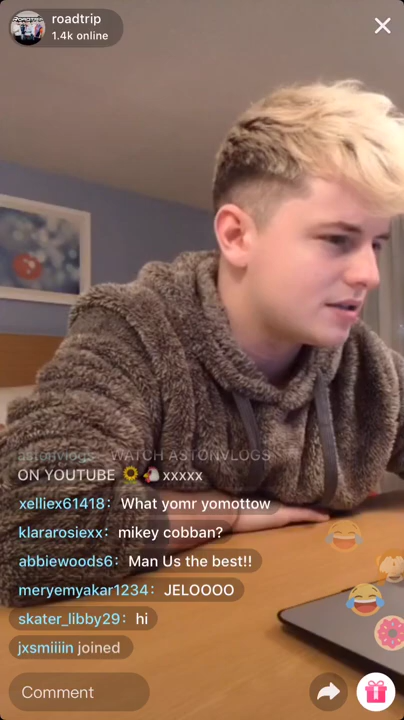 roadtrip
1.4k online
astonvlogs: WATCH ASTONVLOGS
ON YOUTUBE 🌻🐔xxxxx
xelliex61418: What yomr yomottow
klararosiexx: mikey cobban?
abbiewoods6: Man Us the best!!
meryemyakar1234: JELOOOO
skater_libby29: hi
jxsmiiin joined
Comment